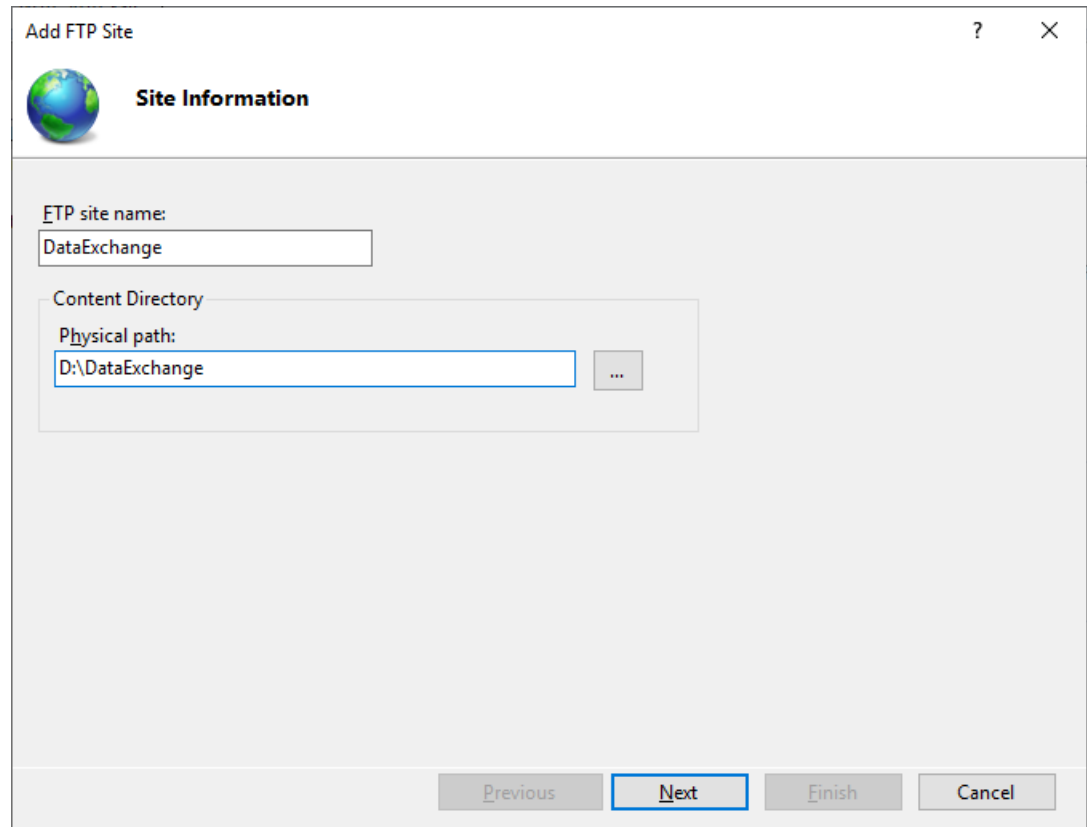 Add FTP Site
?
Site Information
FTP site name:
DataExchange
Content Directory
Physical path:
D:\DataExchange
...
Previous
Next
Finish
Cancel